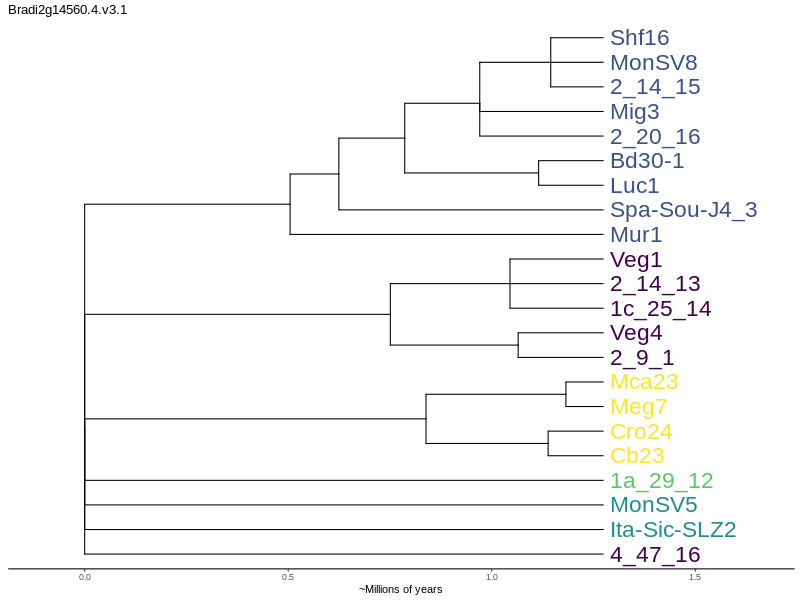 Bradi2g14560.4.v3.1
Shf16
MonSV8
2_14_15
Mig3
2_20_16
Bd30-1
Luc1
Spa-Sou-J4_3
Mur1
Veg1
2_14_13
1c_25_14
Veg4
2_9_1
Mca23
Meg7
Cro24
Cb23
1a_29_12
MonSV5
Ita-Sic-SLZ2
4_47_16
0.0 0.5 1.0 1.5
~Millions of years